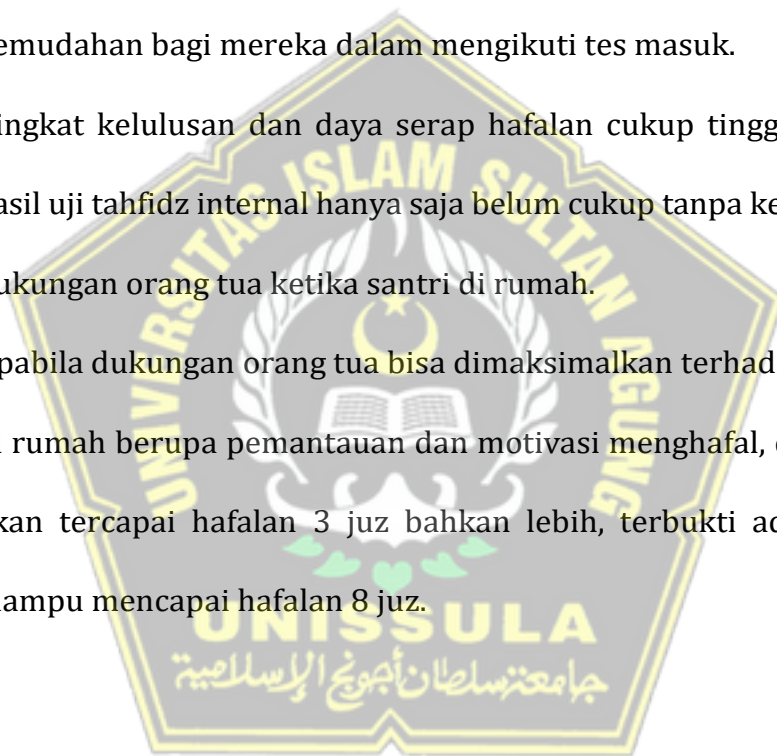 emudahan bagi mereka dalam mengikuti tes masuk.
ingkat kelulusan dan daya serap hafalan cukup tingg
asil uji tahfidz internal hanya saja belum cukup tanpa ke
ukungan orang tua ketika santri di rumah.
pabila dukungan orang tua bisa dimaksimalkan terhad
rumah berupa pemantauan dan motivasi menghafal,
kan tercapai hafalan 3 juz bahkan lebih, terbukti ad
ampu mencapai hafalan 8 juz.
UNIVERSITAS ISLAM SULTAN AGUNG
UNISSULA
جامعة سلطان أجونج الإسلامية